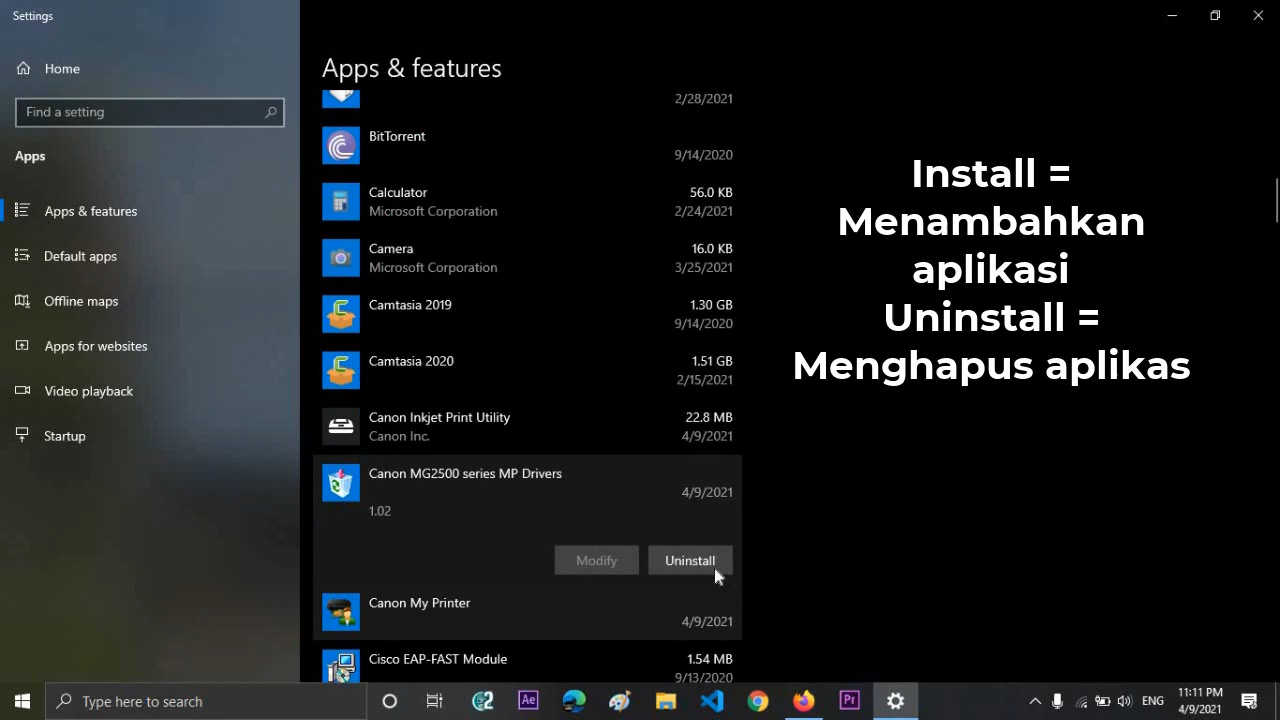 Settings
Home
Find a setting
Apps
Apps & features
Default apps
Offline maps
Apps for websites
Video playback
Startup
Apps & features
2/28/2021
BitTorrent
9/14/2020
Calculator 56.0 KB
Microsoft Corporation 2/24/2021
Camera 16.0 KB
Microsoft Corporation 3/25/2021
Camtasia 2019 1.30 GB
9/14/2020
Camtasia 2020 1.51 GB
2/15/2021
Canon Inkjet Print Utility 22.8 MB
Canon Inc. 4/9/2021
Canon MG2500 series MP Drivers
4/9/2021
1.02
Modify Uninstall
Canon My Printer
4/9/2021
Cisco EAP-FAST Module 1.54 MB
9/13/2020
Install =
Menambahkan
aplikasi
Uninstall =
Menghapus aplikas
Type here to search
Ae
Pr
ENG
11:11 PM
4/9/2021